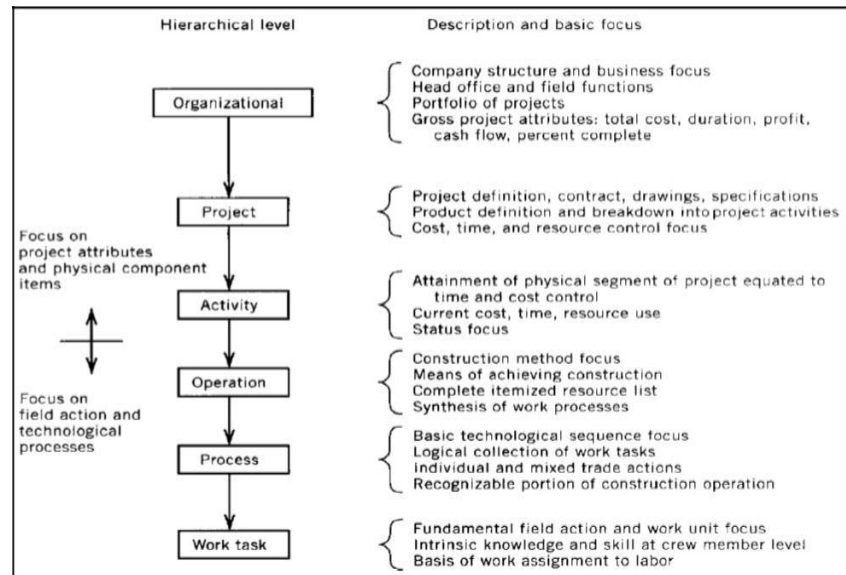 Hierarchical level
Description and basic focus
Organizational
Company structure and business focus
Head office and field functions
Portfolio of projects
Gross project attributes: total cost, duration, profit,
cash flow, percent complete
Project
Project definition, contract, drawings, specifications
Product definition and breakdown into project activities
Cost, time, and resource control focus
Focus on
project attributes
and physical component
items
Activity
Attainment of physical segment of project equated to
time and cost control
Current cost, time, resource use
Status focus
Operation
Construction method focus
Means of achieving construction
Complete itemized resource list
Synthesis of work processes
Focus on
field action and
technological
processes
Process
Basic technological sequence focus
Logical collection of work tasks
Individual and mixed trade actions
Recognizable portion of construction operation
Work task
Fundamental field action and work unit focus
Intrinsic knowledge and skill at crew member level
Basis of work assignment to labor